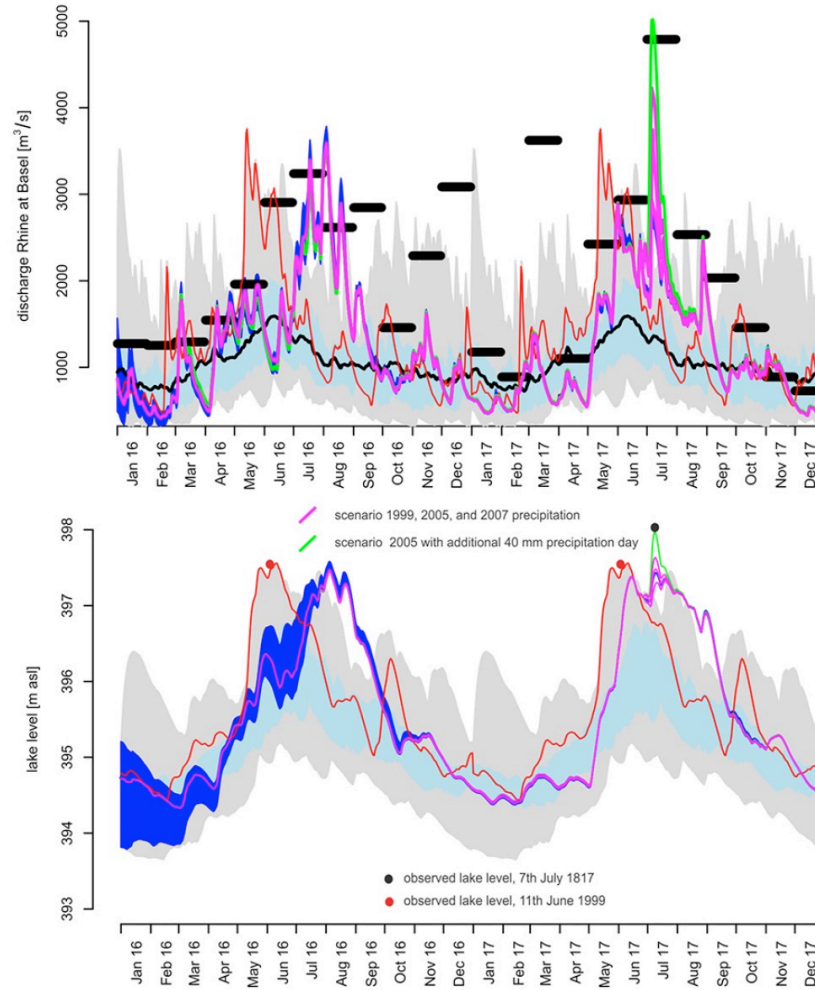 discharge Rhine at Basel [m³/s]
5000
4000
3000
2000
1000
Jan 16
Feb 16
Mar 16
Apr 16
May 16
Jun 16
Jul 16
Aug 16
Sep 16
Oct 16
Nov 16
Dec 16
Jan 17
Feb 17
Mar 17
Apr 17
May 17
Jun 17
Jul 17
Aug 17
Sep 17
Oct 17
Nov 17
Dec
scenario 1999, 2005, and 2007 precipitation
scenario 2005 with additional 40 mm precipitation day
lake level [m asl]
398
397
396
395
394
393
observed lake level, 7th July 1817
observed lake level, 11th June 1999
Jan 16
Feb 16
Mar 16
Apr 16
May 16
Jun 16
Jul 16
Aug 16
Sep 16
Oct 16
Nov 16
Dec 16
Jan 17
Feb 17
Mar 17
Apr 17
May 17
Jun 17
Jul 17
Aug 17
Sep 17
Oct 17
Nov 17
Dec